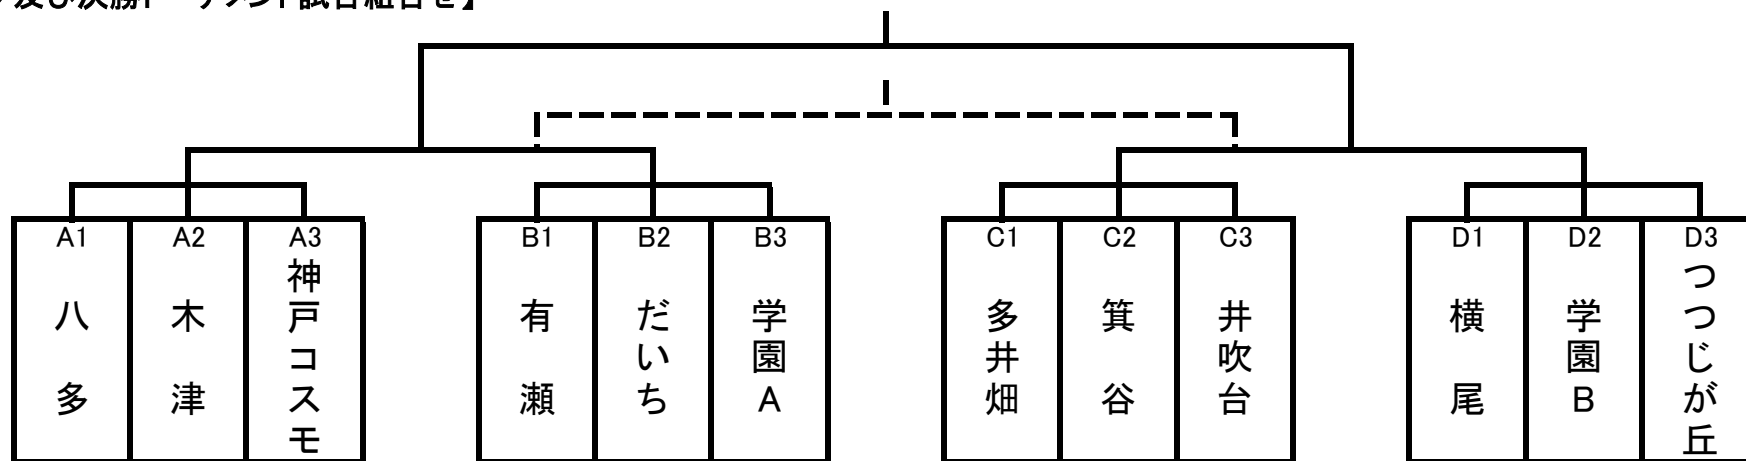 及び決勝トーナメント試合組合せ】
A1
八多
A2
木津
A3
神戸コスモ
B1
有瀬
B2
だいち
B3
学園A
C1
多井畑
C2
箕谷
C3
井吹台
D1
横尾
D2
学園B
D3
つつじが丘